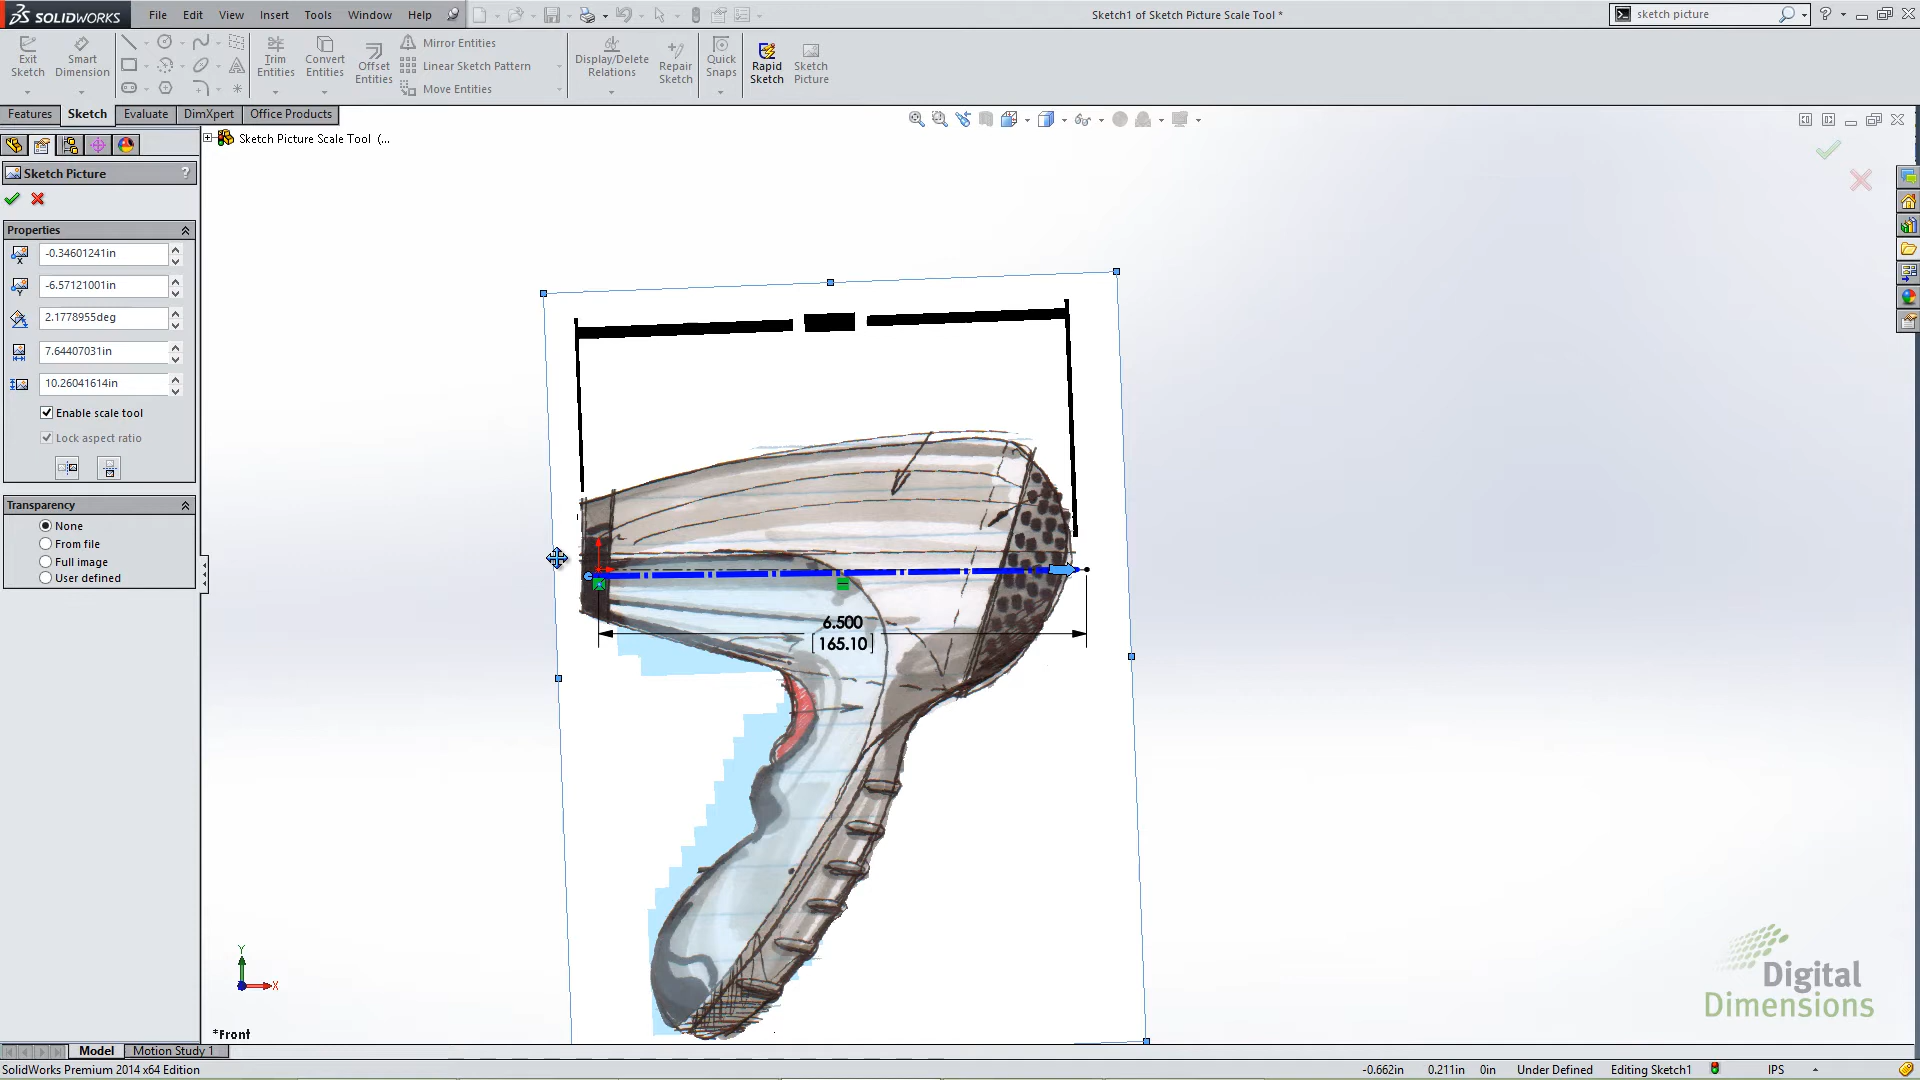 SOLIDWORKS File Edit View Insert Tools Window Help Sketch1 of Sketch Picture Scale Tool * sketch picture
Exit Sketch Smart Dimension Trim Entities Convert Entities Offset Entities Mirror Entities Linear Sketch Pattern Move Entities Display/Delete Relations Repair Sketch Quick Snaps Rapid Sketch Sketch Picture
Features Sketch Evaluate DimXpert Office Products
Sketch Picture Scale Tool (...
Sketch Picture ?
Properties
-0.34601241in
-6.57121001in
2.1778955deg
7.64407031in
10.26041614in
Enable scale tool
Lock aspect ratio
Transparency
None
From file
Full image
User defined
6.500
[165.10]
Y
X
Digital
Dimensions
*Front
Model Motion Study 1
SolidWorks Premium 2014 x64 Edition -0.662in 0.211in 0in Under Defined Editing Sketch1 IPS